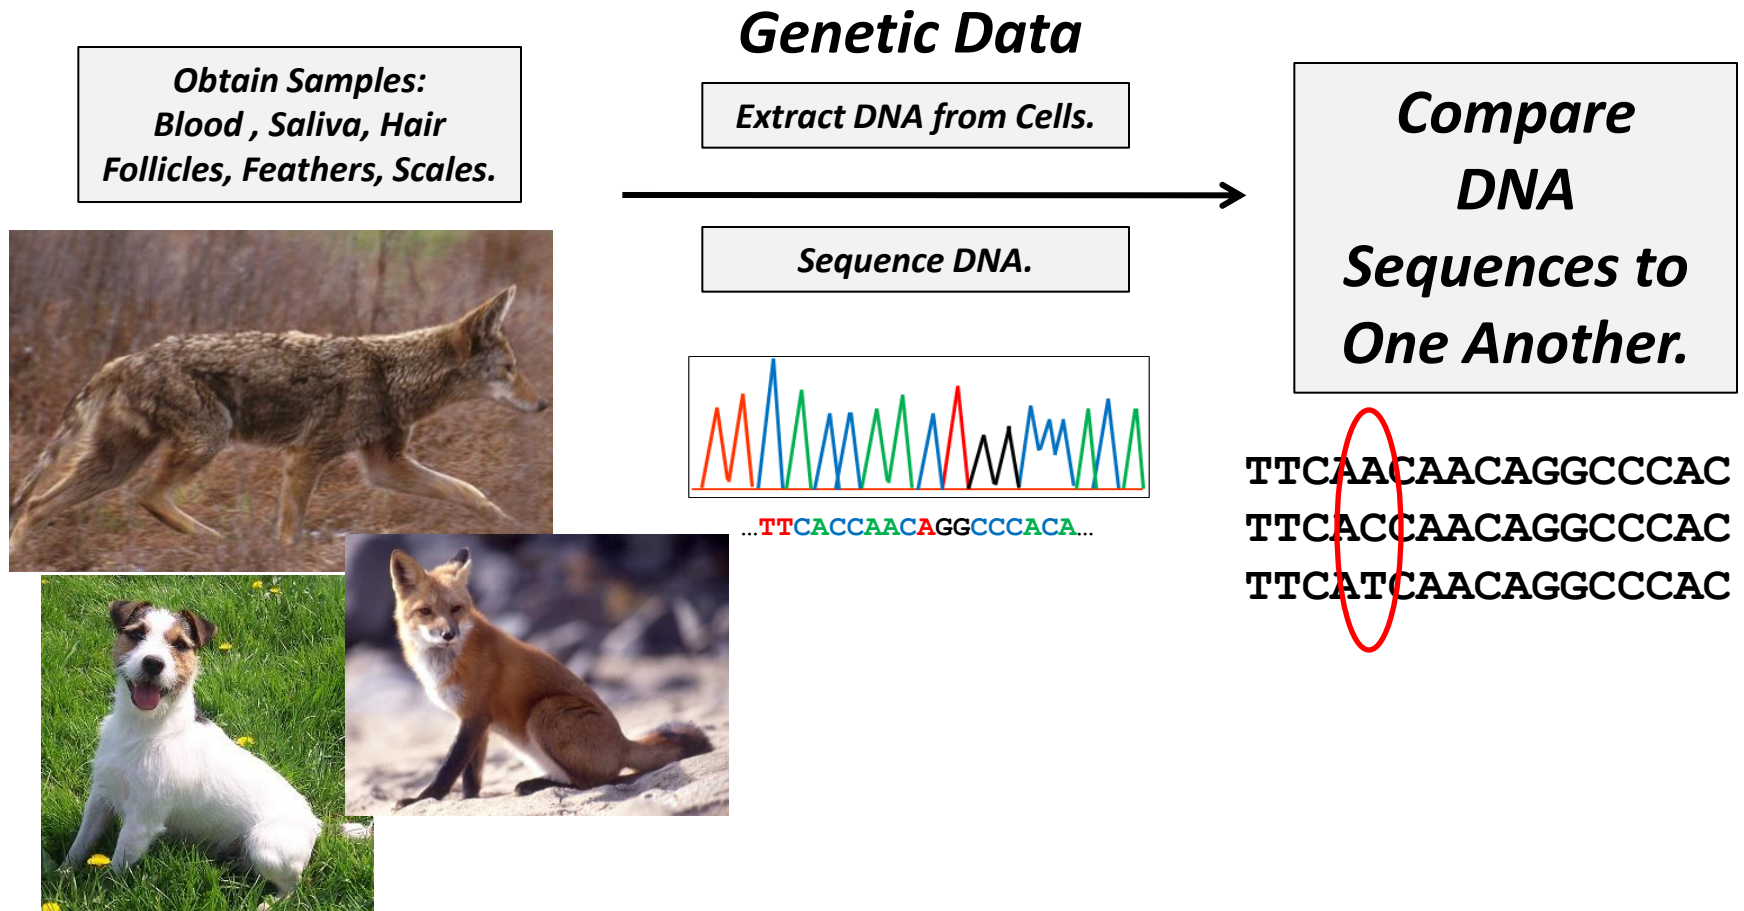 Genetic Data
Obtain Samples:
Blood , Saliva, Hair
Follicles, Feathers, Scales.
Extract DNA from Cells.
Sequence DNA.
...TTCACCAACAGGCCCACA...
Compare
DNA
Sequences to
One Another.
TTCAACAACAGGCCCAC
TTCACCAACAGGCCCAC
TTCATCAACAGGCCCAC